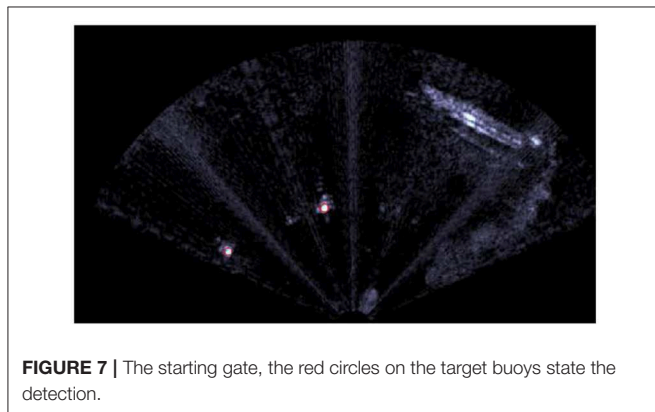 FIGURE 7 | The starting gate, the red circles on the target buoys state the
detection.